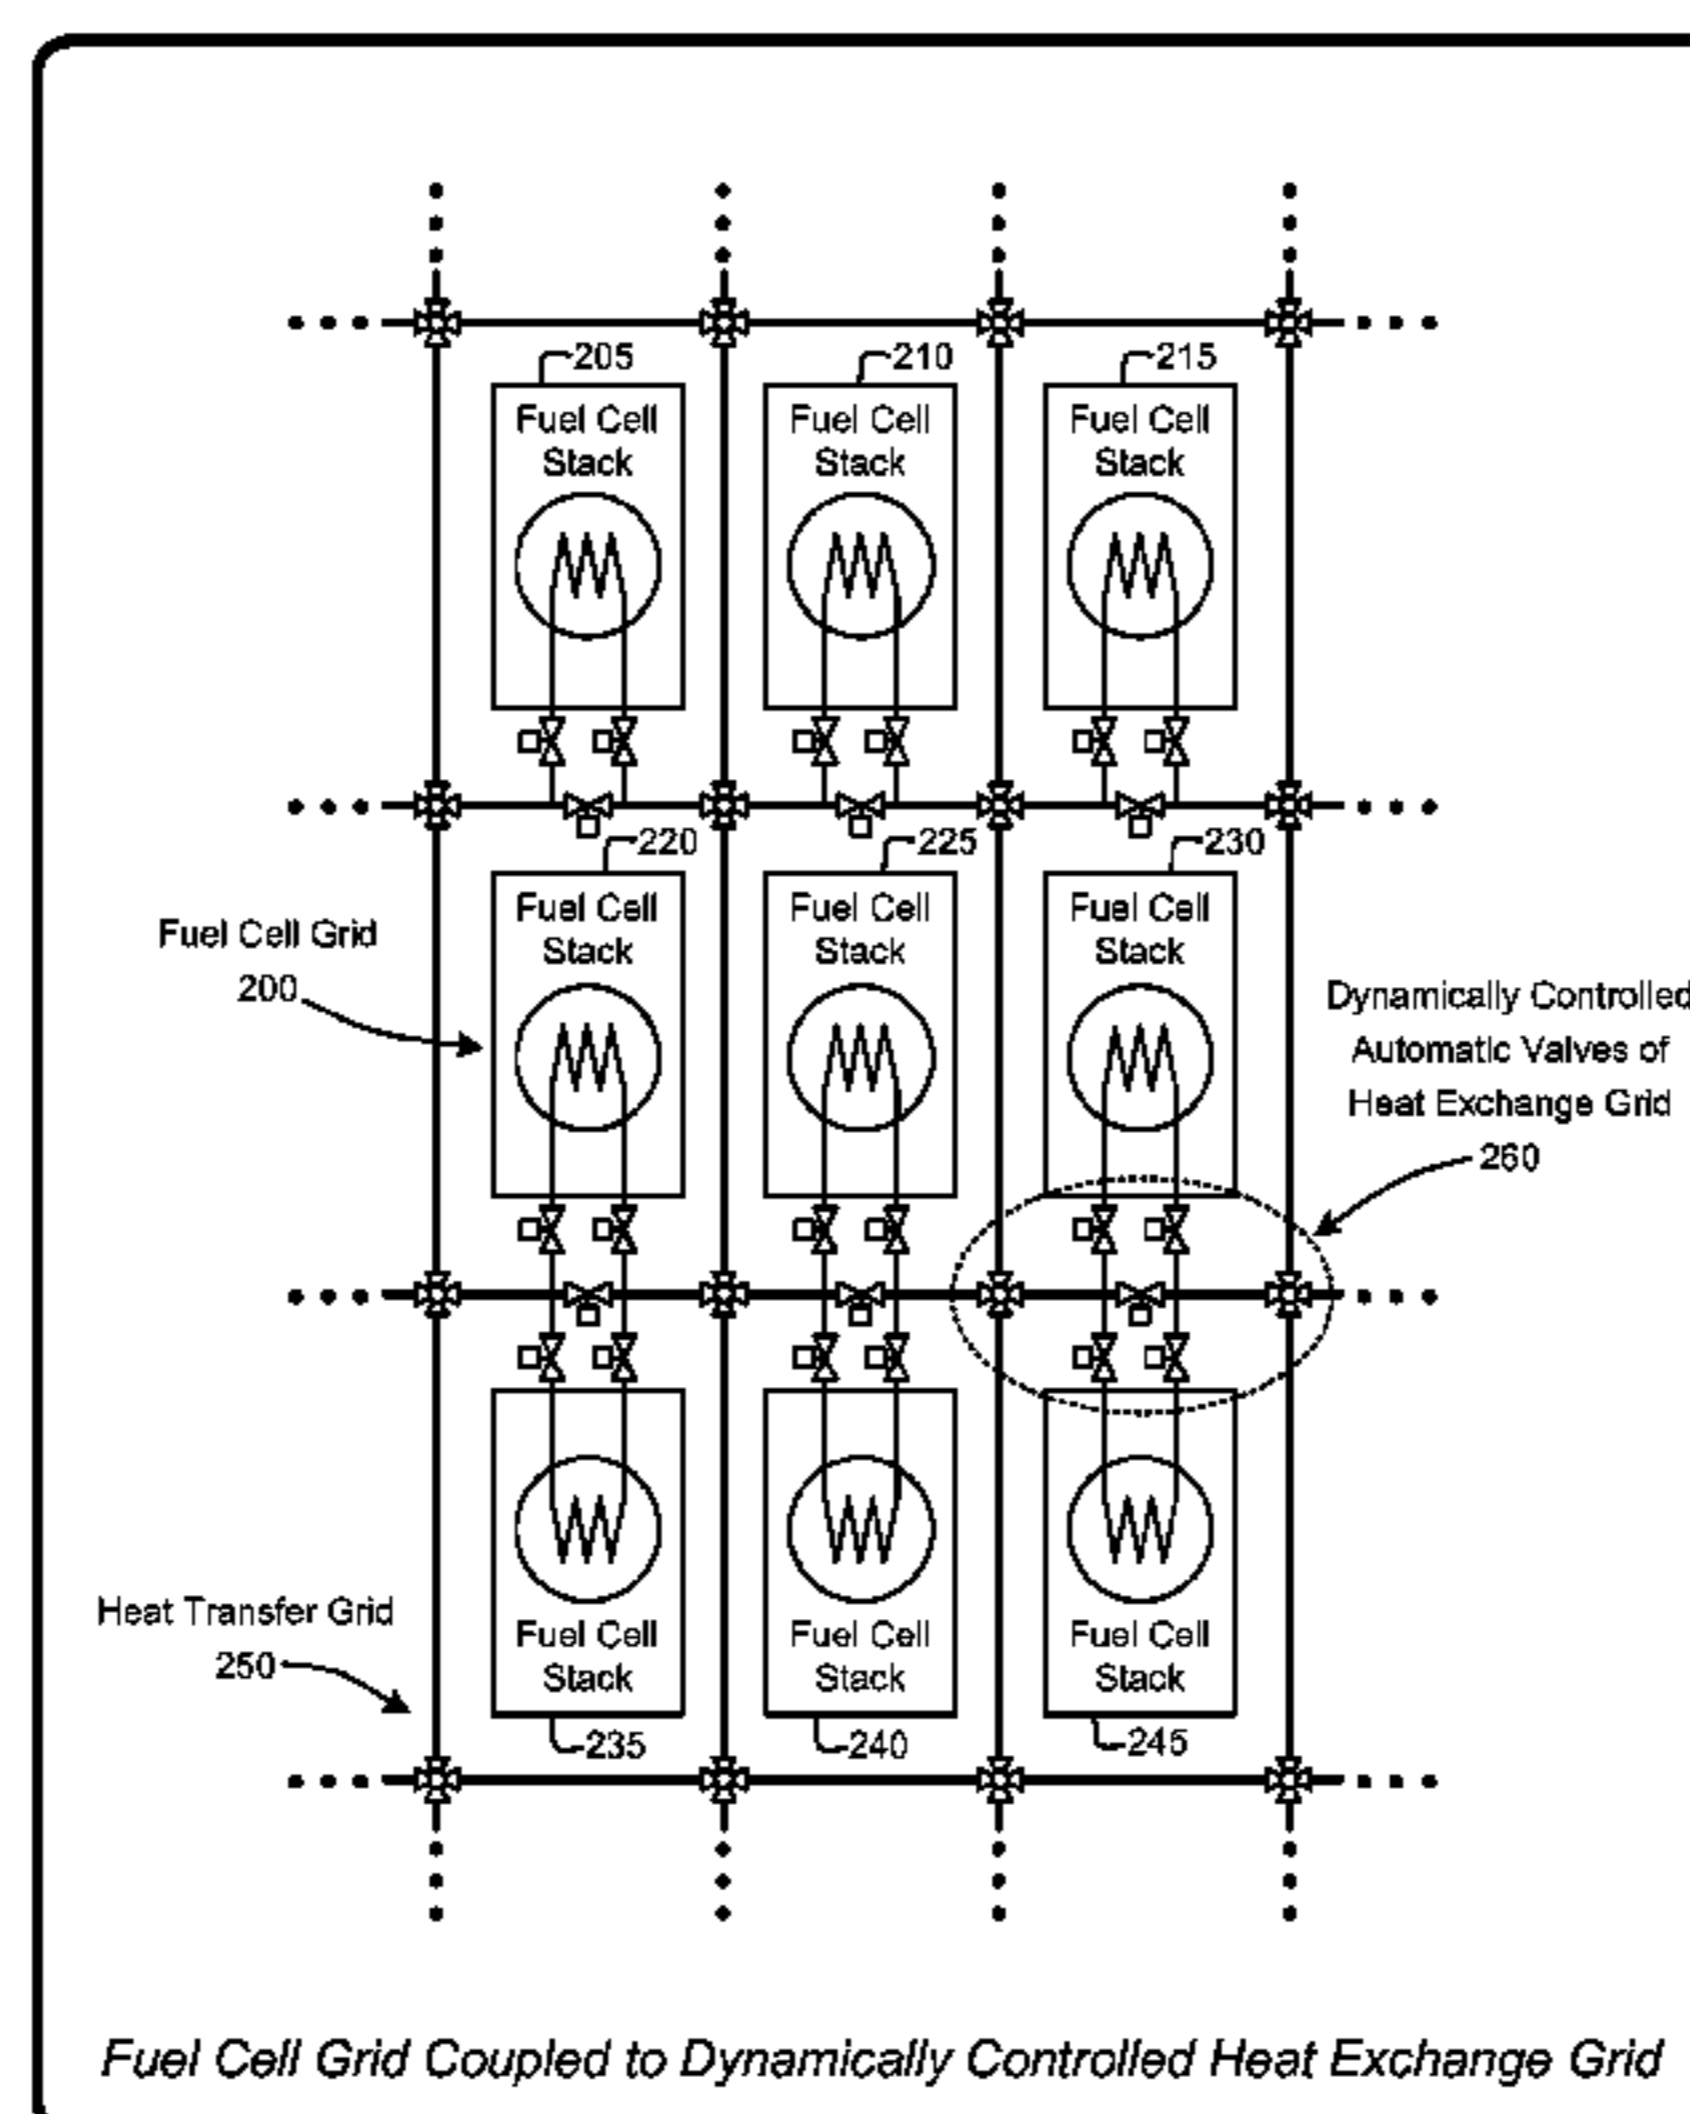 205
210
215
Fuel Cell
Stack
Fuel Cell
Stack
Fuel Cell
Stack
220
225
230
Fuel Cell
Stack
Fuel Cell
Stack
Fuel Cell
Stack
Fuel Cell Grid
200
Dynamically Controlled
Automatic Valves of
Heat Exchange Grid
260
Heat Transfer Grid
250
Fuel Cell
Stack
Fuel Cell
Stack
Fuel Cell
Stack
235
240
245
Fuel Cell Grid Coupled to Dynamically Controlled Heat Exchange Grid